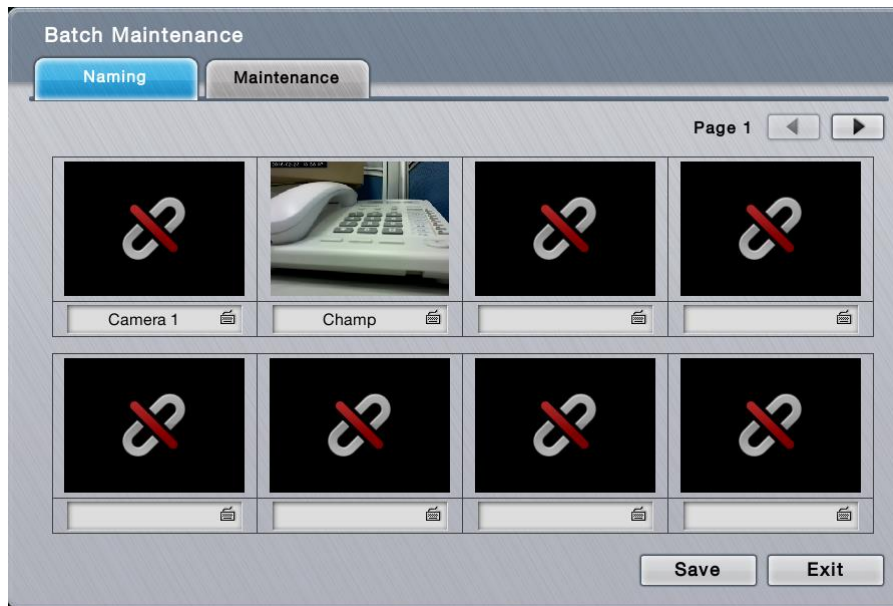 Batch Maintenance
Naming
Maintenance
Page 1
Camera 1
Champ
Save
Exit